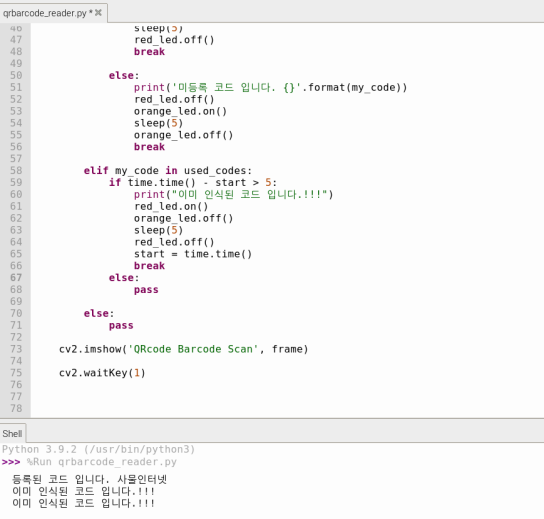 qrbarcode_reader.py * ✖
46 sleep(5)
47 red_led.off()
48 break
49
50 else:
51 print('미등록 코드 입니다. {}'.format(my_code))
52 red_led.off()
53 orange_led.on()
54 sleep(5)
55 orange_led.off()
56 break
57
58 elif my_code in used_codes:
59 if time.time() - start > 5:
60 print("이미 인식된 코드 입니다.!!!")
61 red_led.on()
62 orange_led.off()
63 sleep(5)
64 red_led.off()
65 start = time.time()
66 break
67 else:
68 pass
69
70 else:
71 pass
72
73 cv2.imshow('QRcode Barcode Scan', frame)
74
75 cv2.waitKey(1)
76
77
78
Shell
Python 3.9.2 (/usr/bin/python3)
>>> %Run qrbarcode_reader.py
등록된 코드 입니다. 사물인터넷
이미 인식된 코드 입니다.!!!
이미 인식된 코드 입니다.!!!